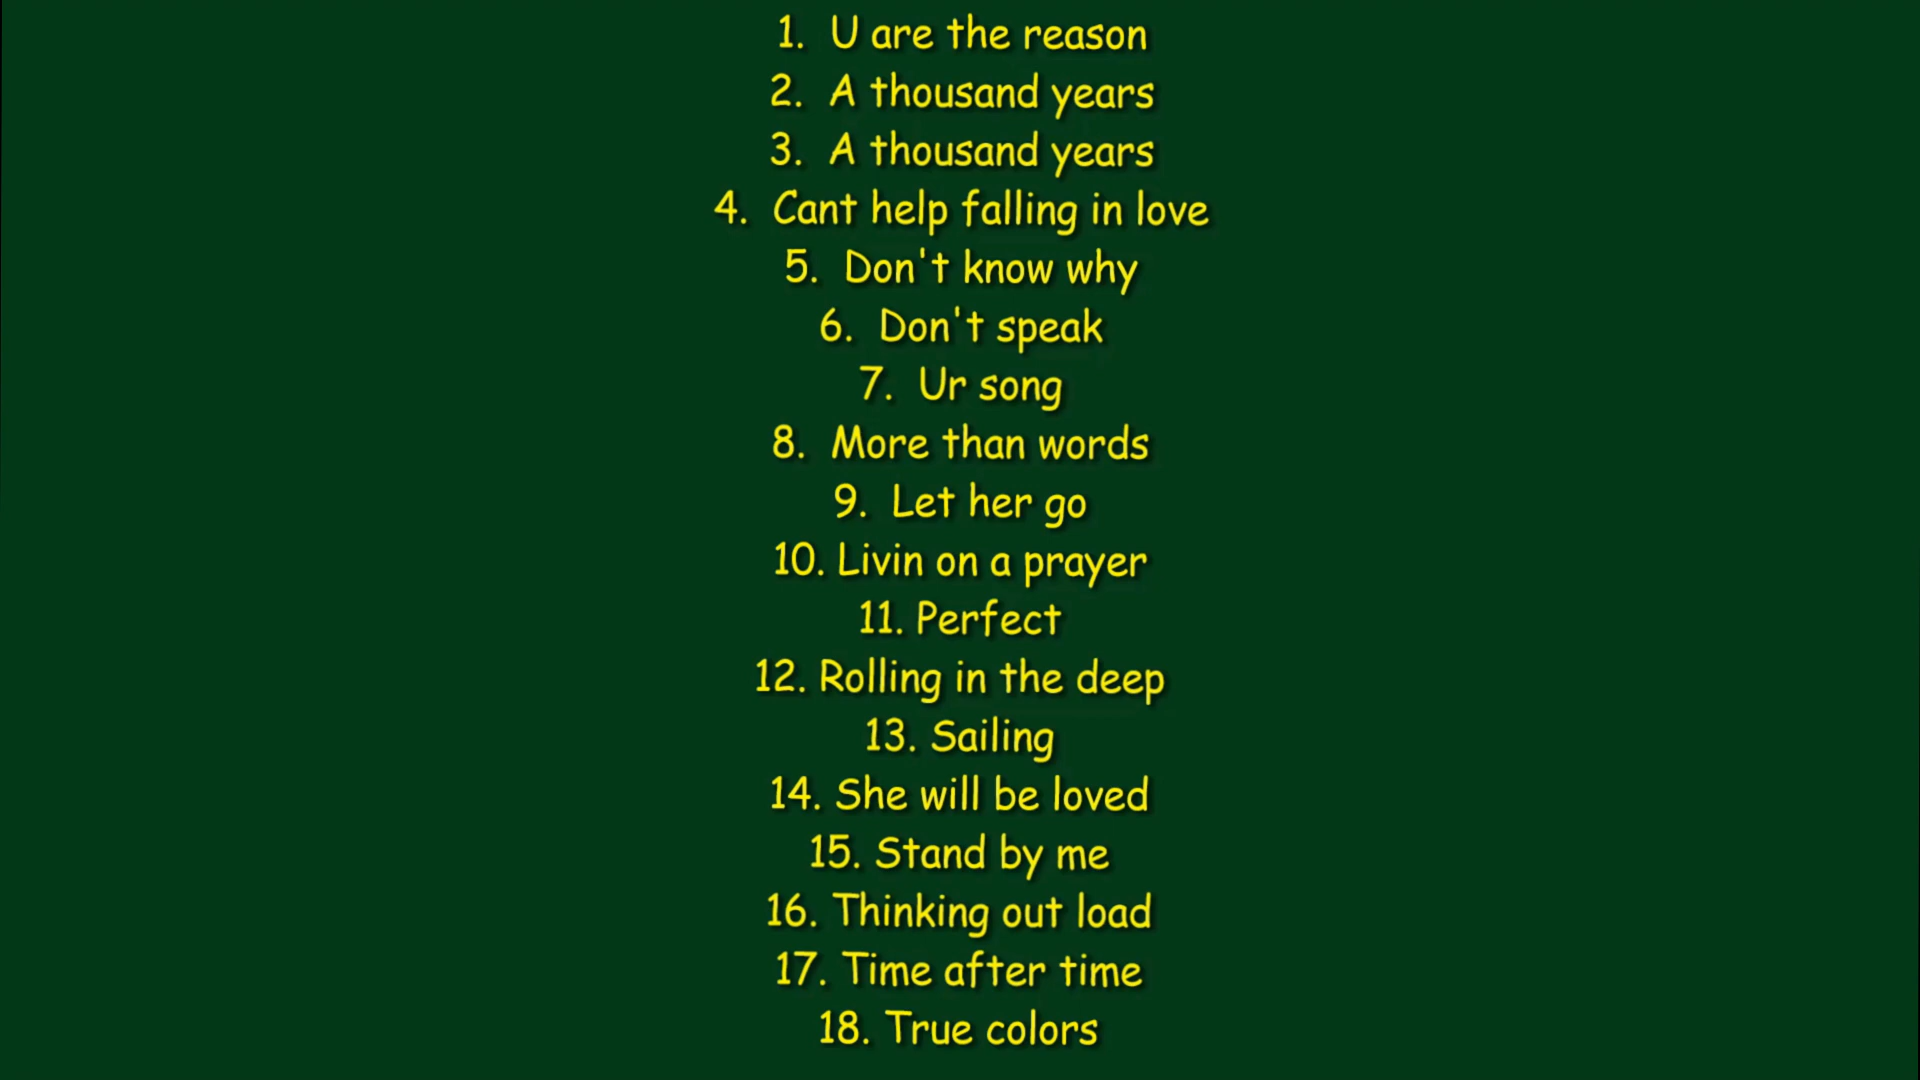 1. U are the reason
2. A thousand years
3. A thousand years
4. Cant help falling in love
5. Don't know why
6. Don't speak
7. Ur song
8. More than words
9. Let her go
10. Livin on a prayer
11. Perfect
12. Rolling in the deep
13. Sailing
14. She will be loved
15. Stand by me
16. Thinking out load
17. Time after time
18. True colors